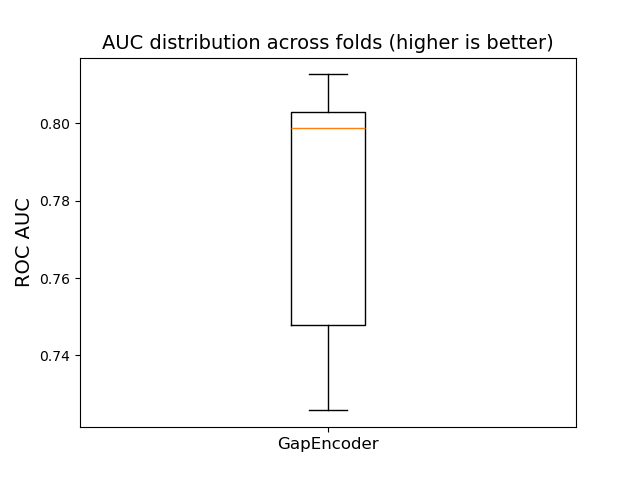 AUC distribution across folds (higher is better)
ROC AUC
0.80
0.78
0.76
0.74
GapEncoder